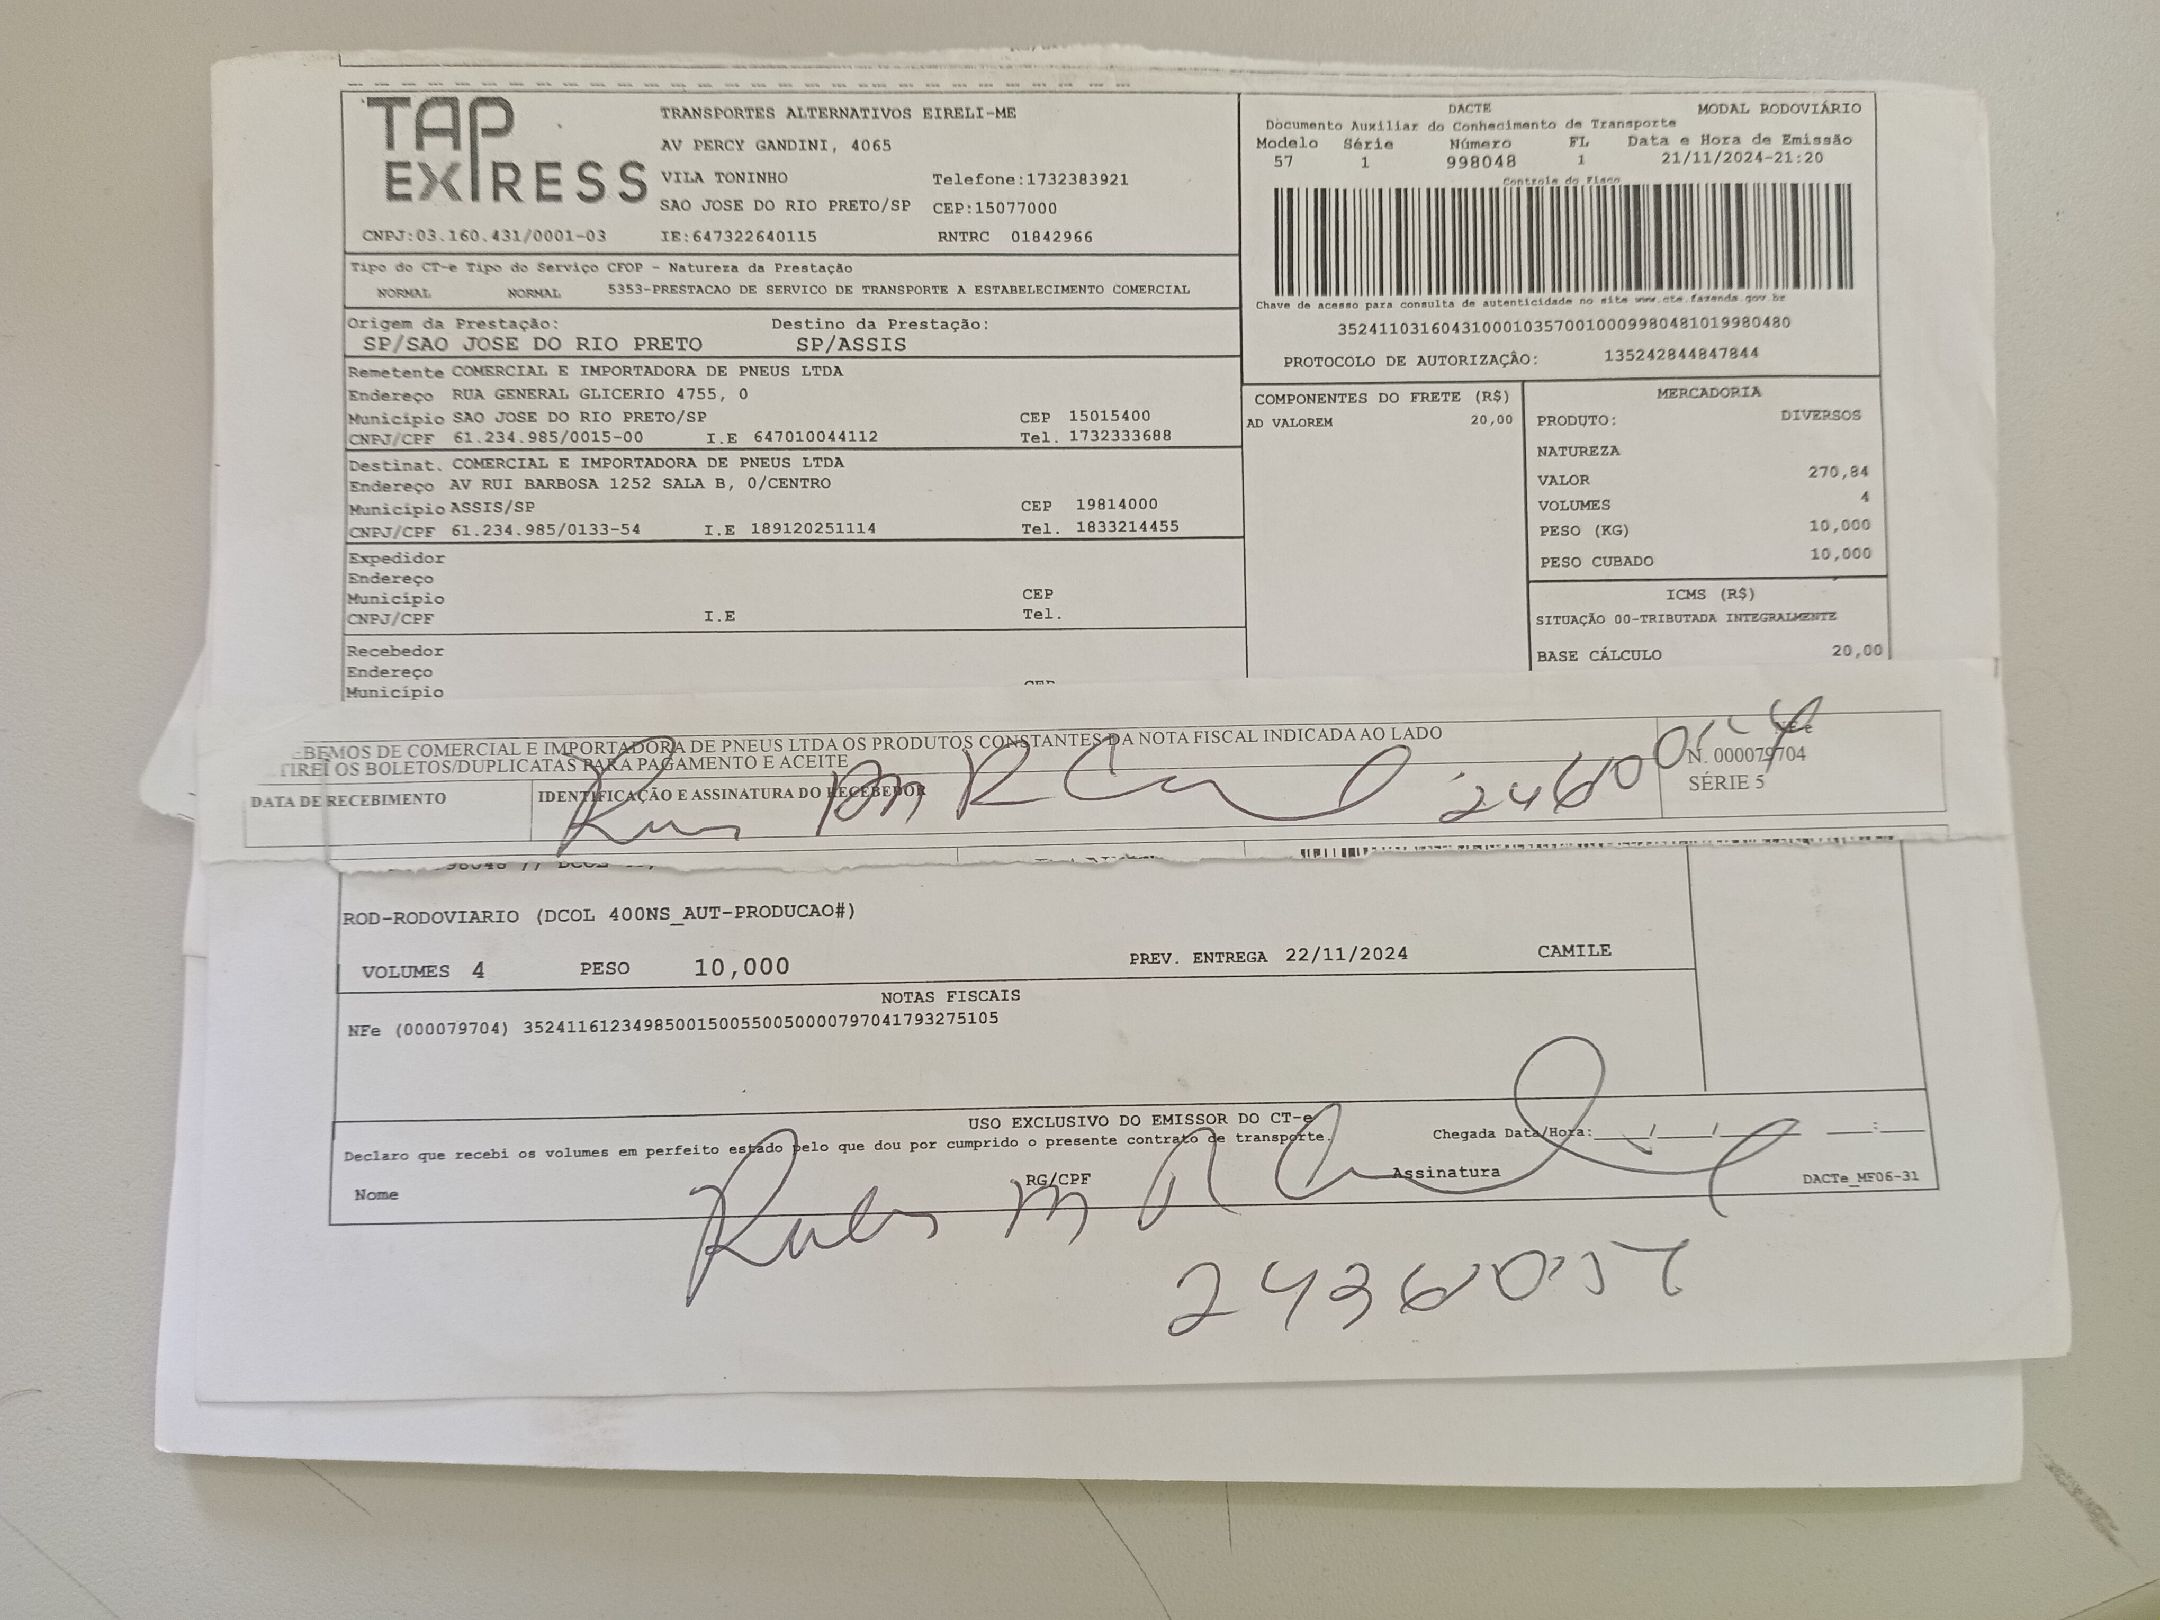 TAP EXPRESS
TRANSPORTES ALTERNATIVOS EIRELI-ME
AV PERCY GANDINI, 4065
VILA TONINHO Telefone:1732383921
SAO JOSE DO RIO PRETO/SP CEP:15077000
CNPJ:03.160.431/0001-03 IE:647322640115 RNTRC 01842966
DACTE MODAL RODOVIÁRIO
Documento Auxiliar do Conhecimento de Transporte
Modelo Série Número FL Data e Hora de Emissão
57 1 998048 1 21/11/2024-21:20
Controle do Fisco
Chave de acesso para consulta de autenticidade no site www.cte.fazenda.gov.br
35241103160431000103570010009980481019980480
PROTOCOLO DE AUTORIZAÇÃO: 135242844847844
Tipo do CT-e Tipo do Serviço CFOP - Natureza da Prestação
NORMAL NORMAL 5353-PRESTACAO DE SERVICO DE TRANSPORTE A ESTABELECIMENTO COMERCIAL
Origem da Prestação: Destino da Prestação:
SP/SAO JOSE DO RIO PRETO SP/ASSIS
Remetente COMERCIAL E IMPORTADORA DE PNEUS LTDA
Endereço RUA GENERAL GLICERIO 4755, 0
Município SAO JOSE DO RIO PRETO/SP CEP 15015400
CNPJ/CPF 61.234.985/0015-00 I.E 647010044112 Tel. 1732333688
Destinat. COMERCIAL E IMPORTADORA DE PNEUS LTDA
Endereço AV RUI BARBOSA 1252 SALA B, 0/CENTRO
Município ASSIS/SP CEP 19814000
CNPJ/CPF 61.234.985/0133-54 I.E 189120251114 Tel. 1833214455
Expedidor
Endereço
Município CEP
CNPJ/CPF I.E Tel.
Recebedor
Endereço
Município
COMPONENTES DO FRETE (R$)
AD VALOREM 20,00
MERCADORIA
PRODUTO: DIVERSOS
NATUREZA
VALOR 270,84
VOLUMES 4
PESO (KG) 10,000
PESO CUBADO 10,000
ICMS (R$)
SITUAÇÃO 00-TRIBUTADA INTEGRALMENTE
BASE CÁLCULO 20,00
EBEMOS DE COMERCIAL E IMPORTADORA DE PNEUS LTDA OS PRODUTOS CONSTANTES DA NOTA FISCAL INDICADA AO LADO
TIREI OS BOLETOS/DUPLICATAS PARA PAGAMENTO E ACEITE
DATA DE RECEBIMENTO IDENTIFICAÇÃO E ASSINATURA DO RECEBEDOR
N. 000079704
SÉRIE 5
ROD-RODOVIARIO (DCOL 400NS_AUT-PRODUCAO#)
VOLUMES 4 PESO 10,000 PREV. ENTREGA 22/11/2024 CAMILE
NOTAS FISCAIS
NFe (000079704) 35241161234985001500550050000797041793275105
USO EXCLUSIVO DO EMISSOR DO CT-e
Declaro que recebi os volumes em perfeito estado pelo que dou por cumprido o presente contrato de transporte. Chegada Data/Hora:___/___/___ ___:___
Nome RG/CPF Assinatura DACTe_MF06-31